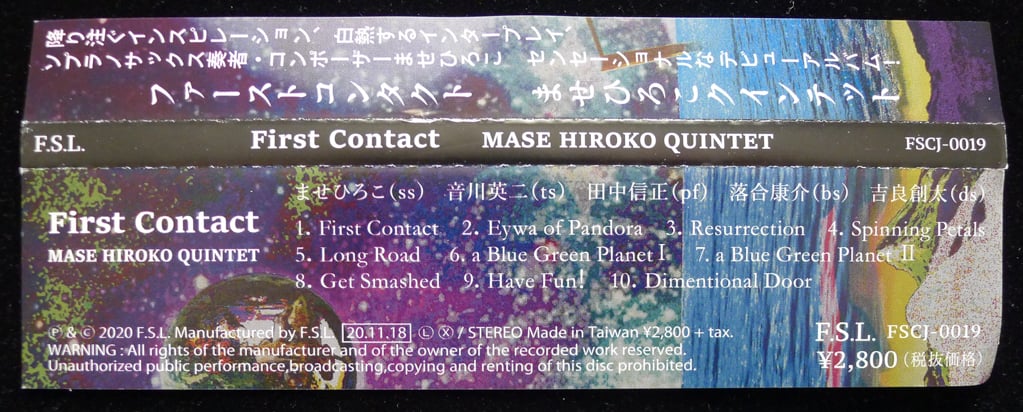 降り注ぐインスピレーション、白熱するインタープレイ、
ソプラノサックス奏者・コンポーザーませひろこ センセーショナルなデビューアルバム!
ファーストコンタクト ませひろこクインテット
F.S.L. First Contact MASE HIROKO QUINTET FSCJ-0019
ませひろこ(ss) 音川英二(ts) 田中信正(pf) 落合康介(bs) 吉良創太(ds)
First Contact
MASE HIROKO QUINTET
1. First Contact 2. Eywa of Pandora 3. Resurrection 4. Spinning Petals
5. Long Road 6. a Blue Green Planet I 7. a Blue Green Planet II
8. Get Smashed 9. Have Fun! 10. Dimentional Door
Ⓟ & © 2020 F.S.L. Manufactured by F.S.L. 20.11.18 Ⓛ Ⓧ / STEREO Made in Taiwan ¥2,800 + tax.
WARNING : All rights of the manufacturer and of the owner of the recorded work reserved.
Unauthorized public performance,broadcasting,copying and renting of this disc prohibited.
F.S.L. FSCJ-0019
¥2,800 (税抜価格)